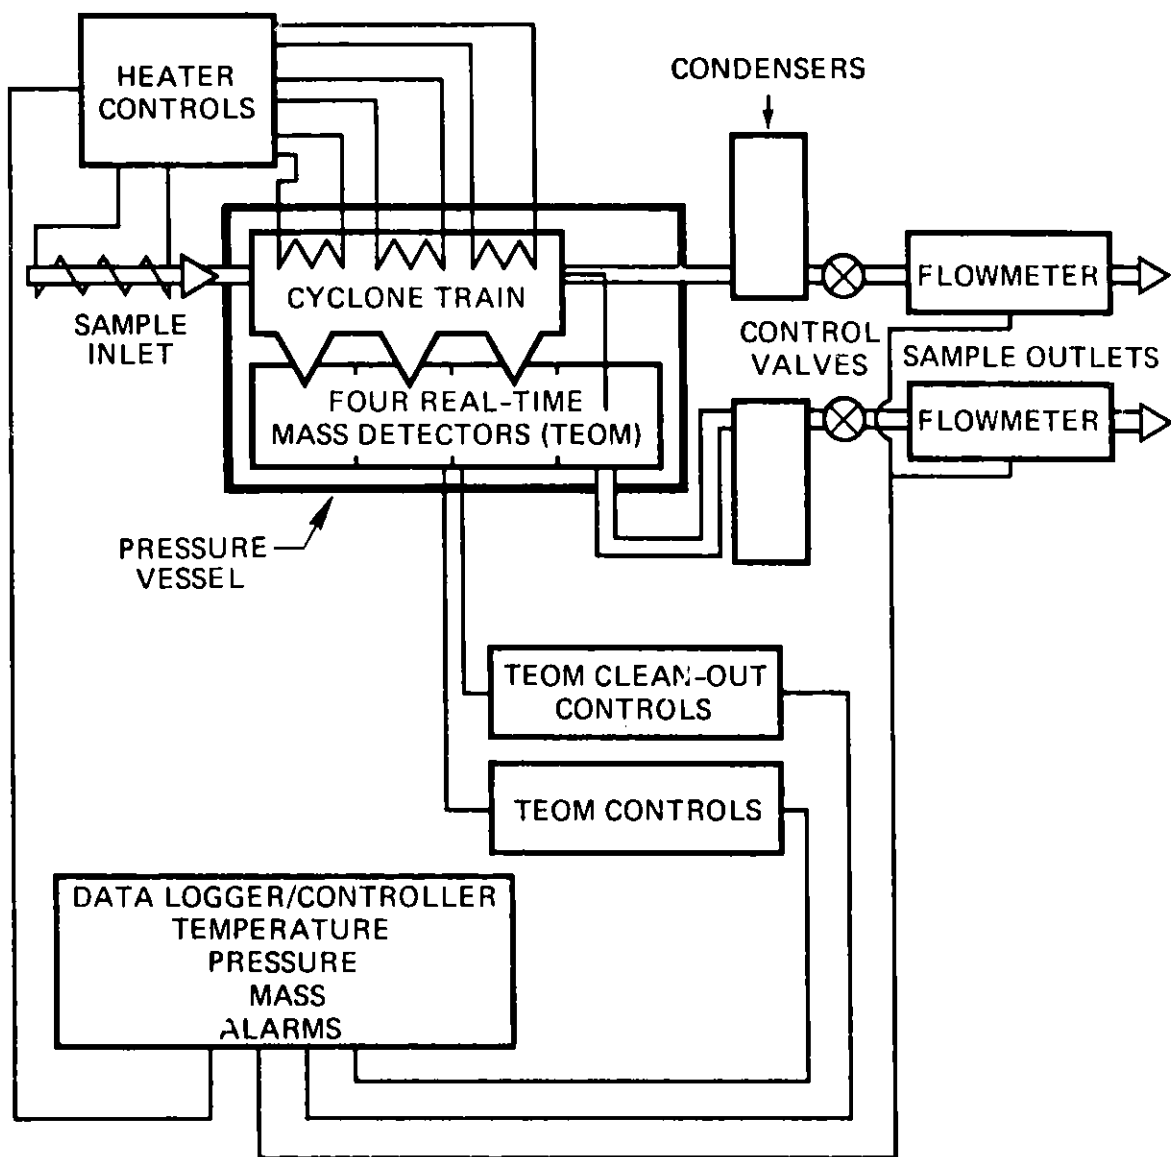 HEATER
CONTROLS
CONDENSERS
SAMPLE
INLET
CYCLONE TRAIN
FLOWMETER
CONTROL
VALVES
SAMPLE OUTLETS
FOUR REAL-TIME
MASS DETECTORS (TEOM)
FLOWMETER
PRESSURE
VESSEL
TEOM CLEAN-OUT
CONTROLS
TEOM CONTROLS
DATA LOGGER/CONTROLLER
TEMPERATURE
PRESSURE
MASS
ALARMS